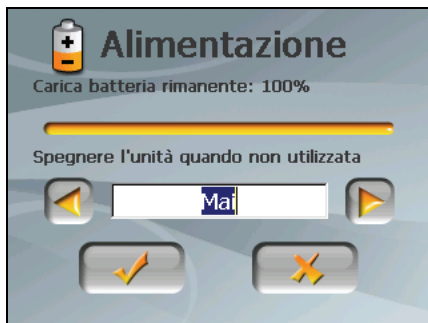 Alimentazione
Carica batteria rimanente: 100%
Spegnere l'unità quando non utilizzata
Mai